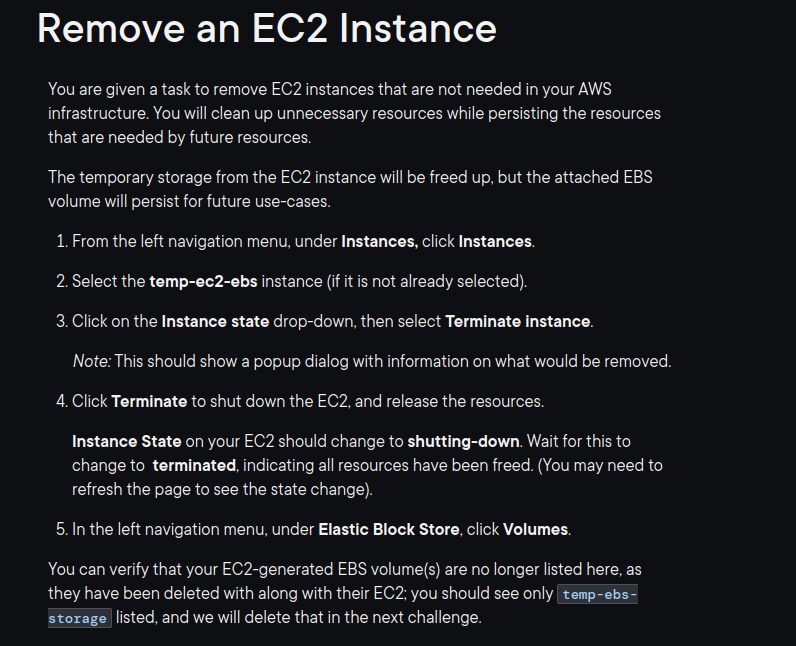 Remove an EC2 Instance
You are given a task to remove EC2 instances that are not needed in your AWS
infrastructure. You will clean up unnecessary resources while persisting the resources
that are needed by future resources.
The temporary storage from the EC2 instance will be freed up, but the attached EBS
volume will persist for future use-cases.
1. From the left navigation menu, under Instances, click Instances.
2. Select the temp-ec2-ebs instance (if it is not already selected).
3. Click on the Instance state drop-down, then select Terminate instance.
Note: This should show a popup dialog with information on what would be removed.
4. Click Terminate to shut down the EC2, and release the resources.
Instance State on your EC2 should change to shutting-down. Wait for this to
change to terminated, indicating all resources have been freed. (You may need to
refresh the page to see the state change).
5. In the left navigation menu, under Elastic Block Store, click Volumes.
You can verify that your EC2-generated EBS volume(s) are no longer listed here, as
they have been deleted with along with their EC2; you should see only temp-ebs-
storage listed, and we will delete that in the next challenge.